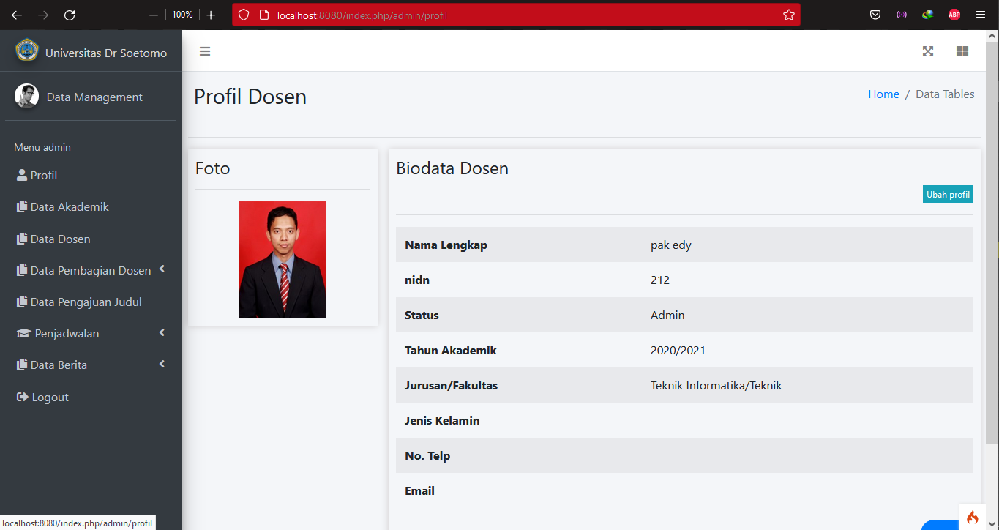 100%
localhost:8080/index.php/admin/profil
ABP
Universitas Dr Soetomo
Data Management
Menu admin
Profil
Data Akademik
Data Dosen
Data Pembagian Dosen
Data Pengajuan Judul
Penjadwalan
Data Berita
Logout
Profil Dosen
Home / Data Tables
Foto
Biodata Dosen
Ubah profil
Nama Lengkap pak edy
nidn 212
Status Admin
Tahun Akademik 2020/2021
Jurusan/Fakultas Teknik Informatika/Teknik
Jenis Kelamin
No. Telp
Email
localhost:8080/index.php/admin/profil